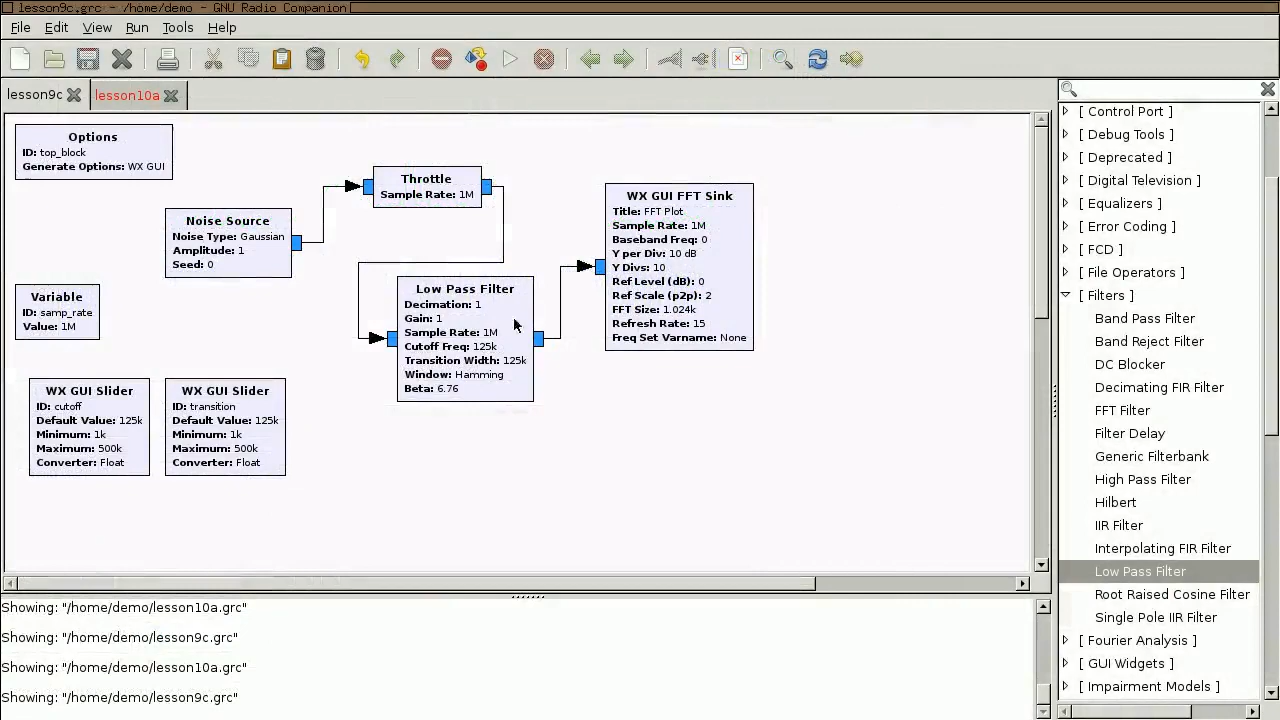 lesson9c.grc - /home/demo - GNU Radio Companion
File Edit View Run Tools Help
lesson9c lesson10a
Options
ID: top_block
Generate Options: WX GUI
Noise Source
Noise Type: Gaussian
Amplitude: 1
Seed: 0
Throttle
Sample Rate: 1M
Variable
ID: samp_rate
Value: 1M
Low Pass Filter
Decimation: 1
Gain: 1
Sample Rate: 1M
Cutoff Freq: 125k
Transition Width: 125k
Window: Hamming
Beta: 6.76
WX GUI FFT Sink
Title: FFT Plot
Sample Rate: 1M
Baseband Freq: 0
Y per Div: 10 dB
Y Divs: 10
Ref Level (dB): 0
Ref Scale (p2p): 2
FFT Size: 1.024k
Refresh Rate: 15
Freq Set Varname: None
WX GUI Slider
ID: cutoff
Default Value: 125k
Minimum: 1k
Maximum: 500k
Converter: Float
WX GUI Slider
ID: transition
Default Value: 125k
Minimum: 1k
Maximum: 500k
Converter: Float
[ Control Port ]
[ Debug Tools ]
[ Deprecated ]
[ Digital Television ]
[ Equalizers ]
[ Error Coding ]
[ FCD ]
[ File Operators ]
[ Filters ]
Band Pass Filter
Band Reject Filter
DC Blocker
Decimating FIR Filter
FFT Filter
Filter Delay
Generic Filterbank
High Pass Filter
Hilbert
IIR Filter
Interpolating FIR Filter
Low Pass Filter
Root Raised Cosine Filter
Single Pole IIR Filter
[ Fourier Analysis ]
[ GUI Widgets ]
[ Impairment Models ]
Showing: "/home/demo/lesson10a.grc"
Showing: "/home/demo/lesson9c.grc"
Showing: "/home/demo/lesson10a.grc"
Showing: "/home/demo/lesson9c.grc"